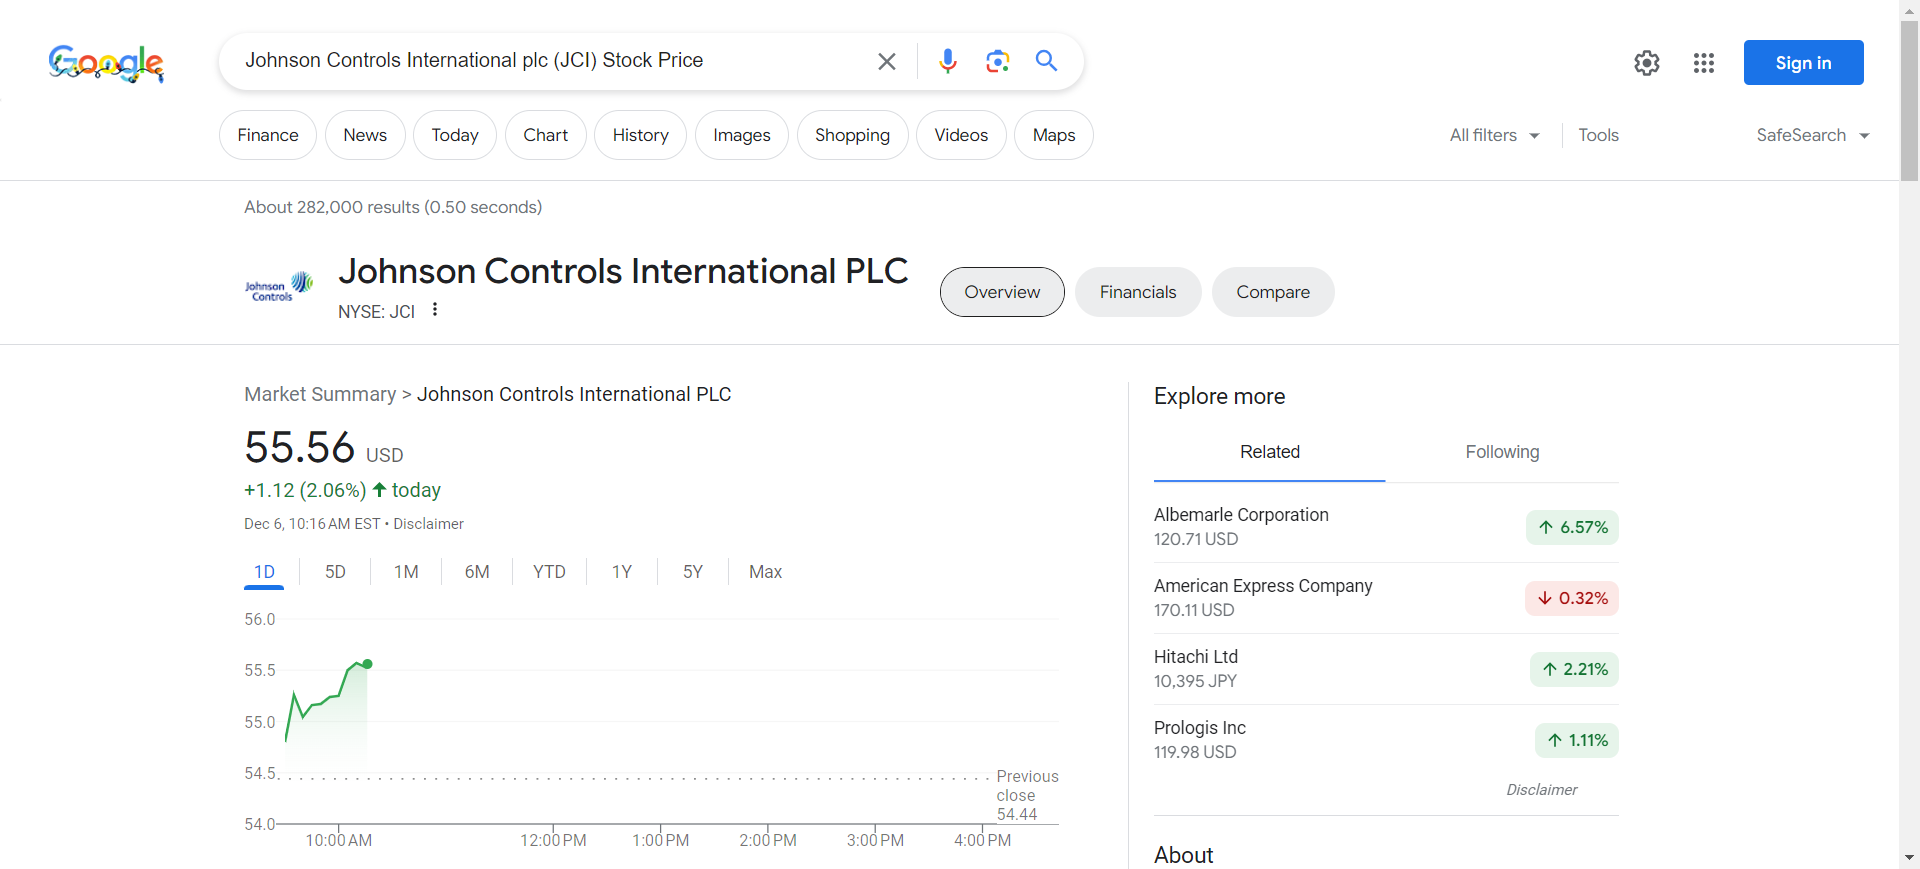 Google
Johnson Controls International plc (JCI) Stock Price
Sign in
Finance
News
Today
Chart
History
Images
Shopping
Videos
Maps
All filters
Tools
SafeSearch
About 282,000 results (0.50 seconds)
Johnson
Controls
Johnson Controls International PLC
NYSE: JCI
Overview
Financials
Compare
Market Summary > Johnson Controls International PLC
55.56 USD
+1.12 (2.06%) today
Dec 6, 10:16 AM EST • Disclaimer
1D
5D
1M
6M
YTD
1Y
5Y
Max
56.0
55.5
55.0
54.5
54.0
Previous
close
54.44
10:00 AM
12:00 PM
1:00 PM
2:00 PM
3:00 PM
4:00 PM
Explore more
Related
Following
Albemarle Corporation
120.71 USD
6.57%
American Express Company
170.11 USD
0.32%
Hitachi Ltd
10,395 JPY
2.21%
Prologis Inc
119.98 USD
1.11%
Disclaimer
About